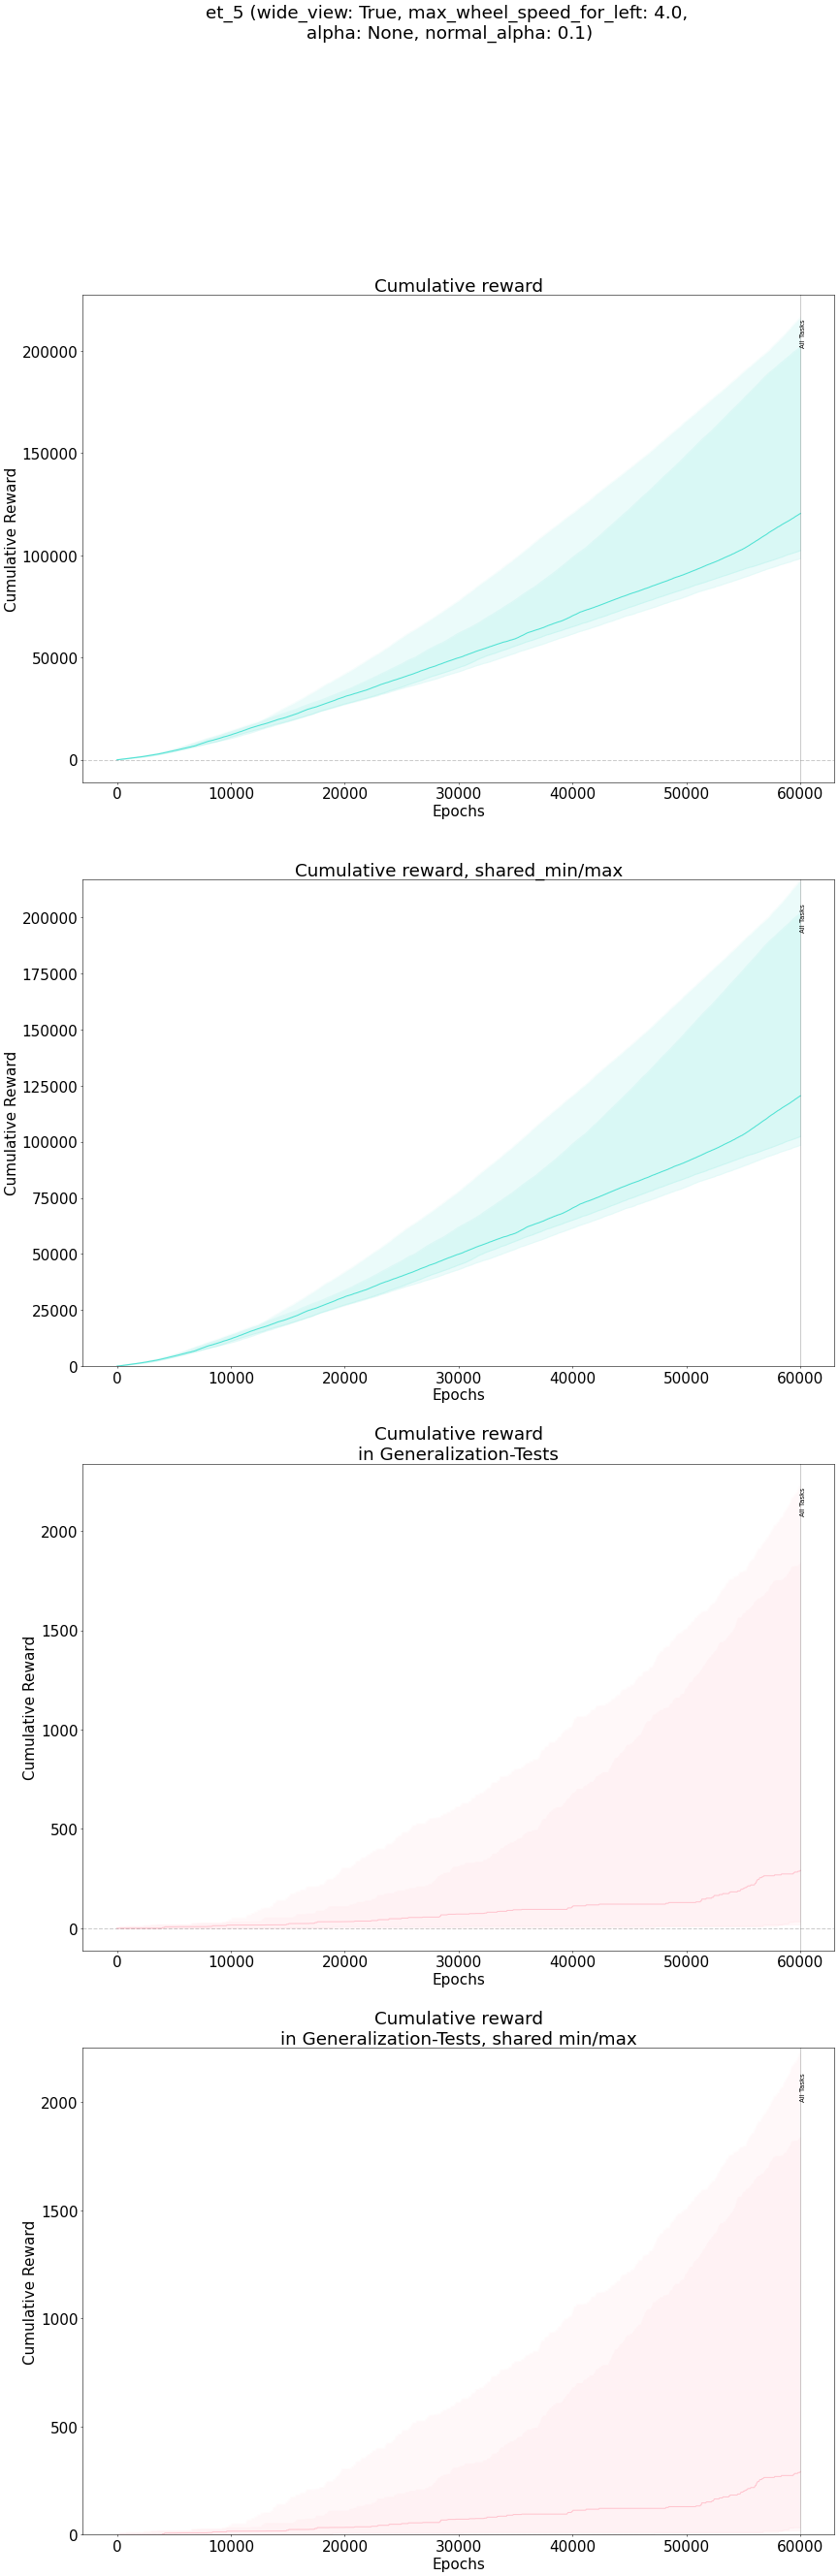 et_5 (wide_view: True, max_wheel_speed_for_left: 4.0,
alpha: None, normal_alpha: 0.1)
Cumulative reward
All Tasks
200000
150000
100000
50000
0
Cumulative Reward
0 10000 20000 30000 40000 50000 60000
Epochs
Cumulative reward, shared_min/max
All Tasks
200000
175000
150000
125000
100000
75000
50000
25000
0
Cumulative Reward
0 10000 20000 30000 40000 50000 60000
Epochs
Cumulative reward
in Generalization-Tests
All Tasks
2000
1500
1000
500
0
Cumulative Reward
0 10000 20000 30000 40000 50000 60000
Epochs
Cumulative reward
in Generalization-Tests, shared min/max
All Tasks
2000
1500
1000
500
0
Cumulative Reward
0 10000 20000 30000 40000 50000 60000
Epochs